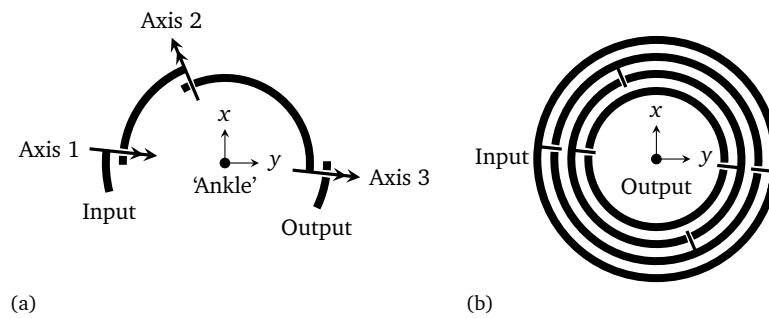 Axis 2
x
Axis 1
y
'Ankle'
Axis 3
Input
Output
(a)
x
Input
y
Output
(b)